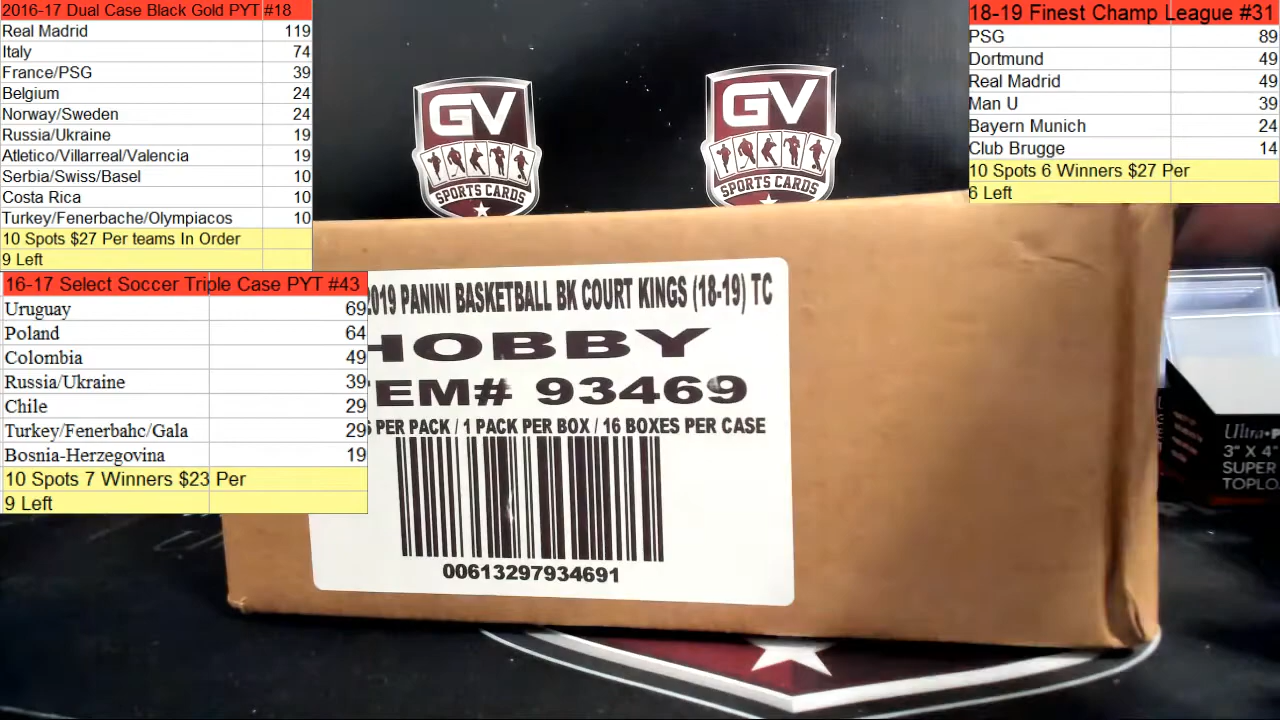 2016-17 Dual Case Black Gold PYT #18
Real Madrid 119
Italy 74
France/PSG 39
Belgium 24
Norway/Sweden 24
Russia/Ukraine 19
Atletico/Villarreal/Valencia 19
Serbia/Swiss/Basel 10
Costa Rica 10
Turkey/Fenerbache/Olympiacos 10
10 Spots $27 Per teams In Order
9 Left
16-17 Select Soccer Triple Case PYT #43
Uruguay 69
Poland 64
Colombia 49
Russia/Ukraine 39
Chile 29
Turkey/Fenerbahc/Gala 29
Bosnia-Herzegovina 19
10 Spots 7 Winners $23 Per
9 Left
18-19 Finest Champ League #31
PSG 89
Dortmund 49
Real Madrid 49
Man U 39
Bayern Munich 24
Club Brugge 14
10 Spots 6 Winners $27 Per
6 Left
GV
SPORTS CARDS
GV
SPORTS CARDS
2019 PANINI BASKETBALL BK COURT KINGS (18-19) TC
HOBBY
EM# 93469
PER PACK / 1 PACK PER BOX / 16 BOXES PER CASE
00613297934691
Ultra•P
3" X 4"
SUPER
TOPLO